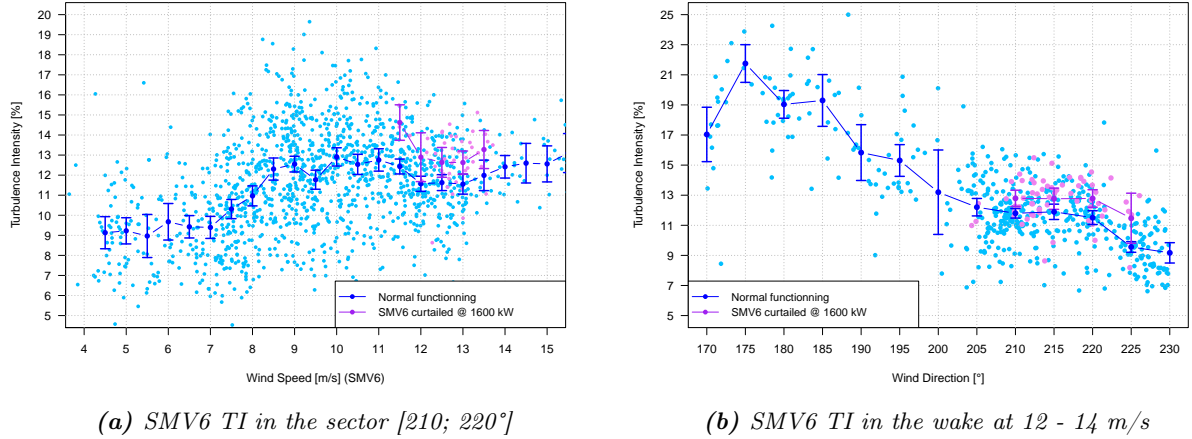 20
19
18
17
16
15
14
13
12
11
10
9
8
7
6
5
Turbulence Intensity [%]
4 5 6 7 8 9 10 11 12 13 14 15
Wind Speed [m/s] (SMV6)
Normal functionning
SMV6 curtailed @ 1600 kW
(a) SMV6 TI in the sector [210; 220°]
25
23
21
19
17
15
13
11
9
7
5
Turbulence Intensity [%]
170 175 180 185 190 195 200 205 210 215 220 225 230
Wind Direction [°]
Normal functionning
SMV6 curtailed @ 1600 kW
(b) SMV6 TI in the wake at 12 - 14 m/s